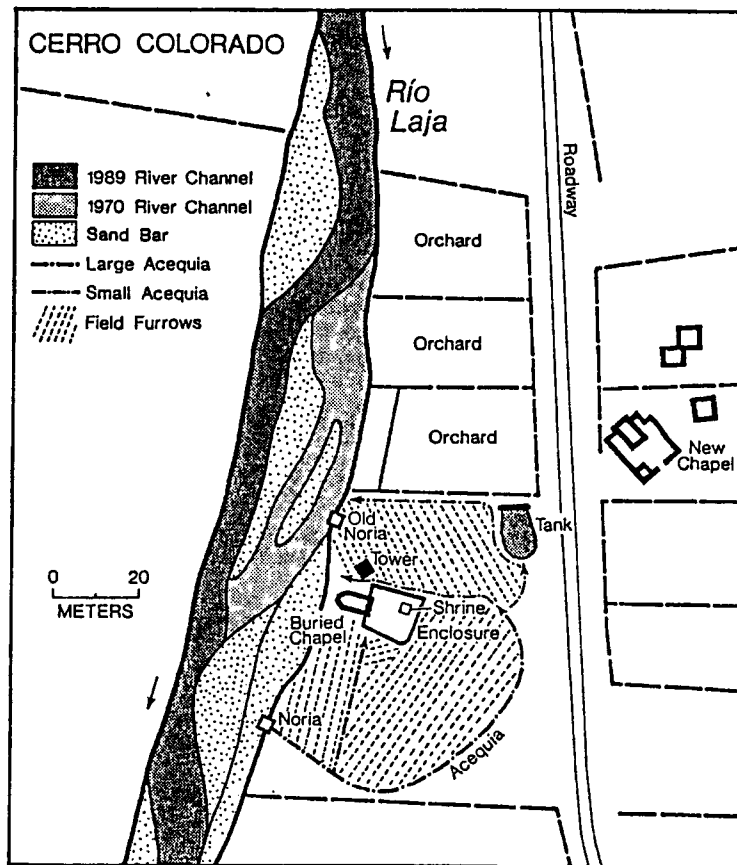 CERRO COLORADO
Río
Laja
Roadway
1989 River Channel
1970 River Channel
Sand Bar
Large Acequia
Small Acequia
Field Furrows
Orchard
Orchard
Orchard
New
Chapel
Old
Noria
Tank
Tower
0 20
METERS
Buried
Chapel
Shrine
Enclosure
Noria
Acequia